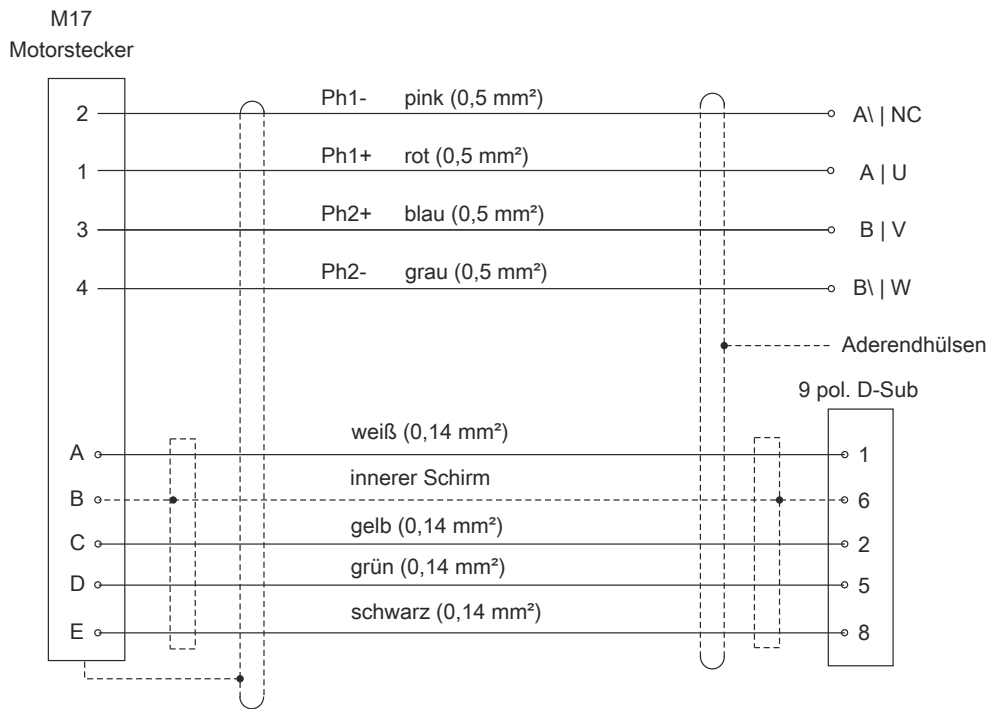 M17
Motorstecker
2 Ph1- pink (0,5 mm²) A\ | NC
1 Ph1+ rot (0,5 mm²) A | U
3 Ph2+ blau (0,5 mm²) B | V
4 Ph2- grau (0,5 mm²) B\ | W
Aderendhülsen
9 pol. D-Sub
A weiß (0,14 mm²) 1
B innerer Schirm 6
C gelb (0,14 mm²) 2
D grün (0,14 mm²) 5
E schwarz (0,14 mm²) 8